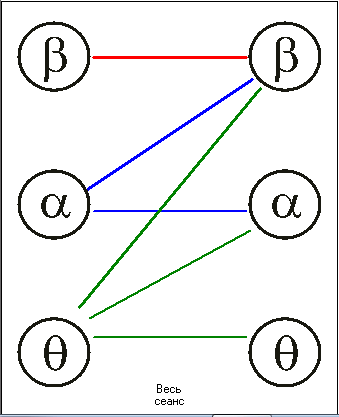 β β
α α
θ θ
Весь
сеанс